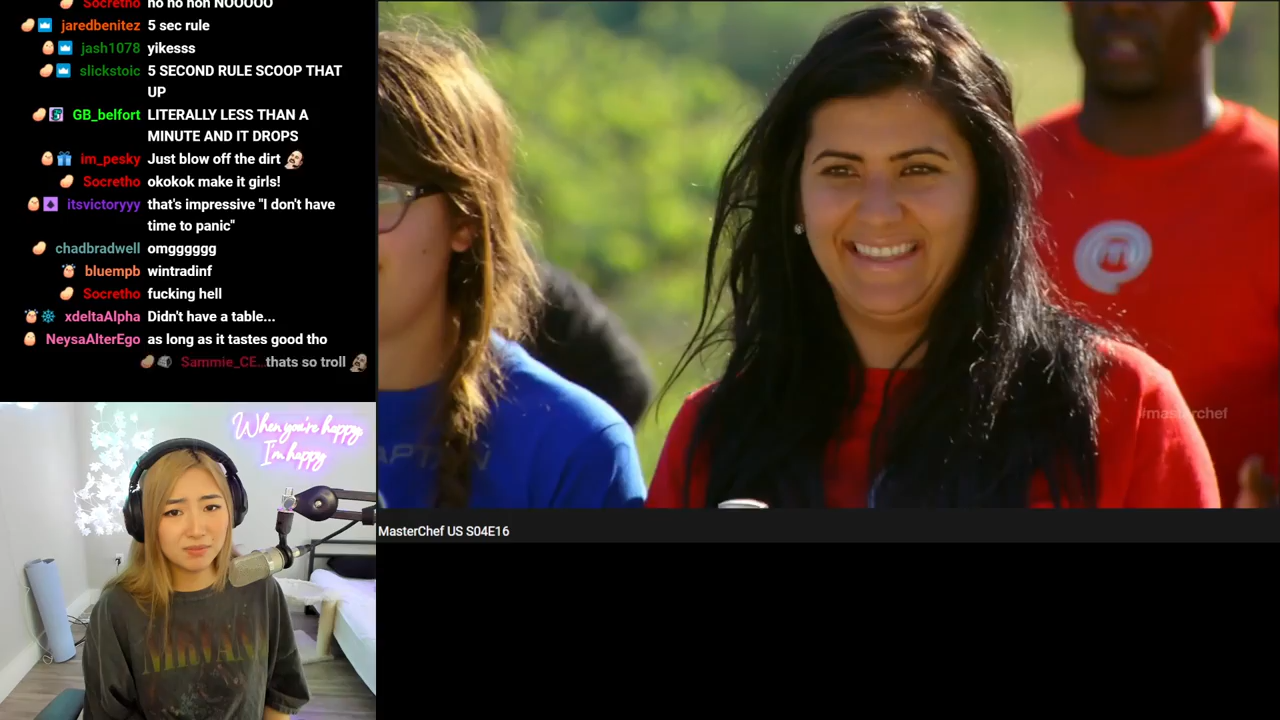 Socretho no no noh NOOOOO
jaredbenitez 5 sec rule
jash1078 yikesss
slickstoic 5 SECOND RULE SCOOP THAT
UP
GB_belfort LITERALLY LESS THAN A
MINUTE AND IT DROPS
im_pesky Just blow off the dirt
Socretho okokok make it girls!
itsvictoryyy that's impressive "I don't have
time to panic"
chadbradwell omgggggg
bluempb wintradinf
Socretho fucking hell
xdeltaAlpha Didn't have a table...
NeysaAlterEgo as long as it tastes good tho
Sammie_CE... thats so troll
When you're happy
I'm happy
NIRVANA
#masterchef
MasterChef US S04E16